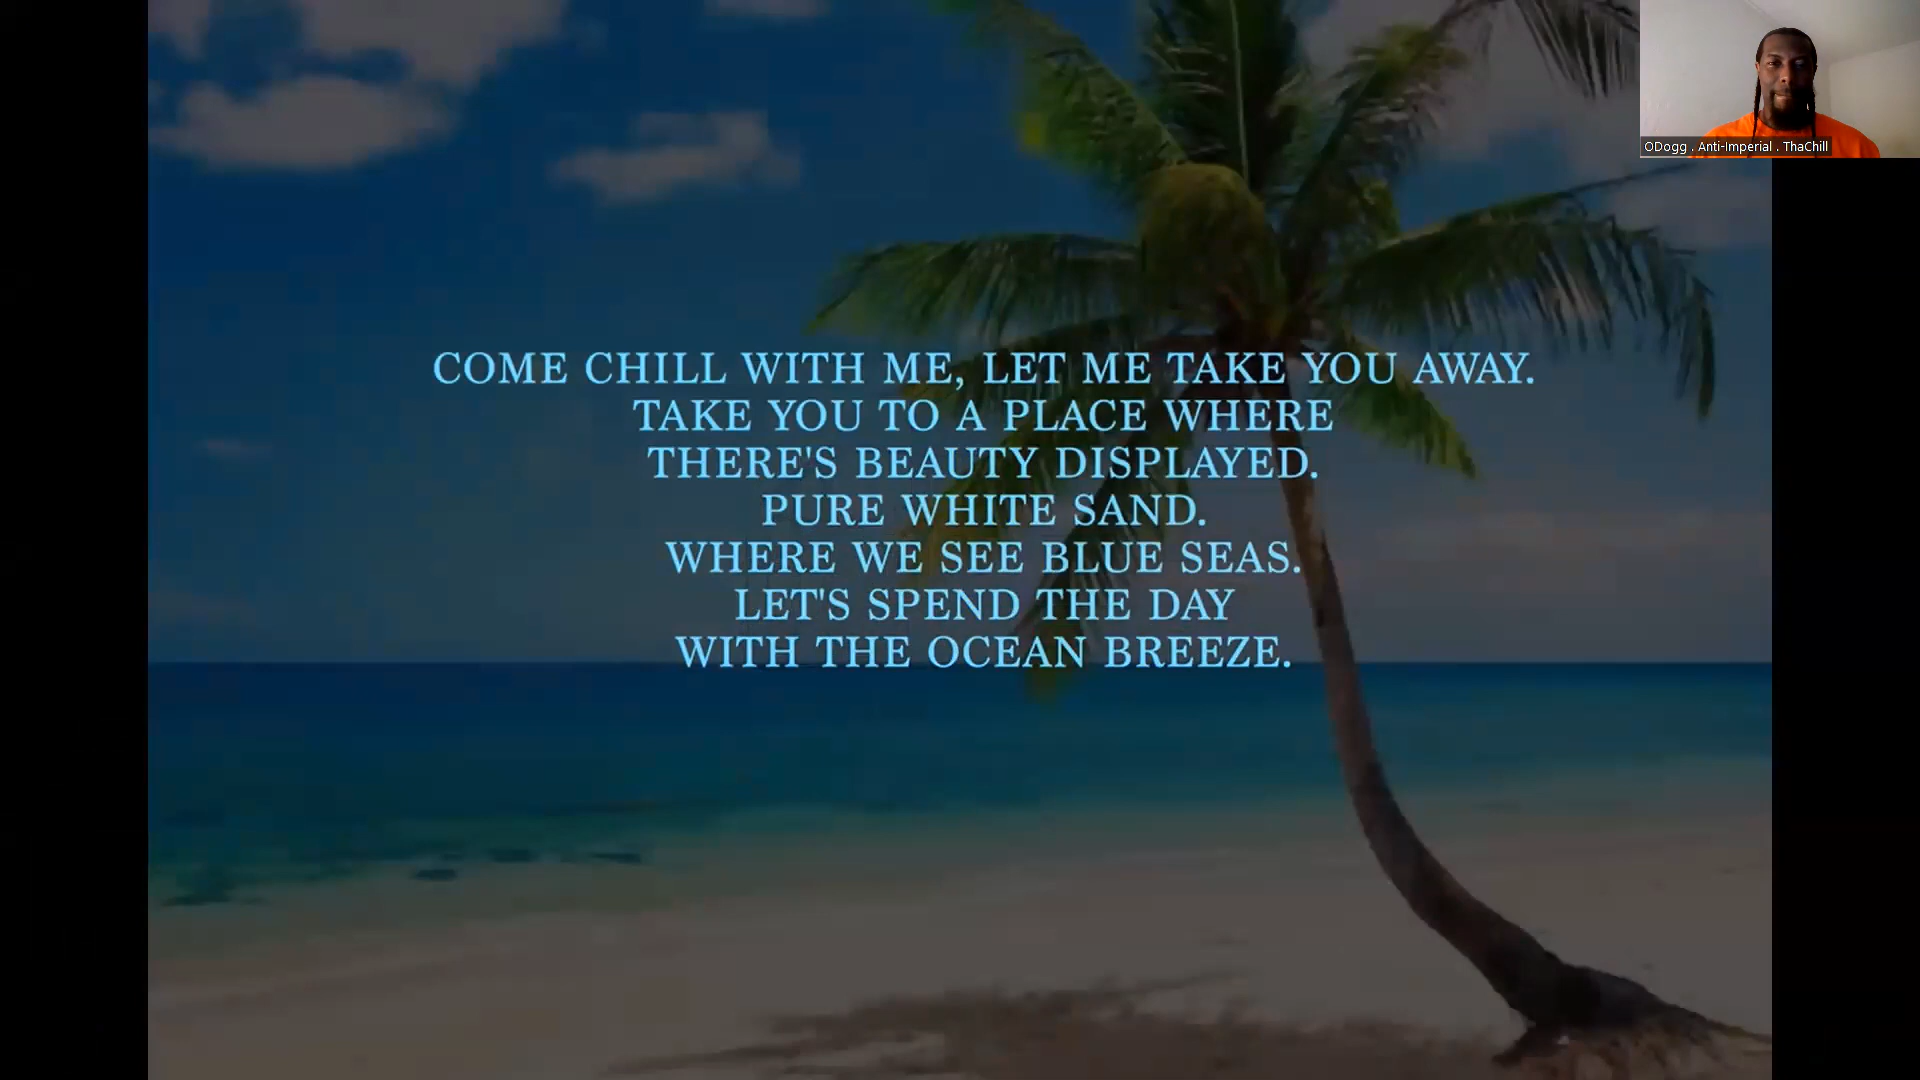 ODogg . Anti-Imperial . ThaChill
COME CHILL WITH ME, LET ME TAKE YOU AWAY.
TAKE YOU TO A PLACE WHERE
THERE'S BEAUTY DISPLAYED.
PURE WHITE SAND.
WHERE WE SEE BLUE SEAS.
LET'S SPEND THE DAY
WITH THE OCEAN BREEZE.